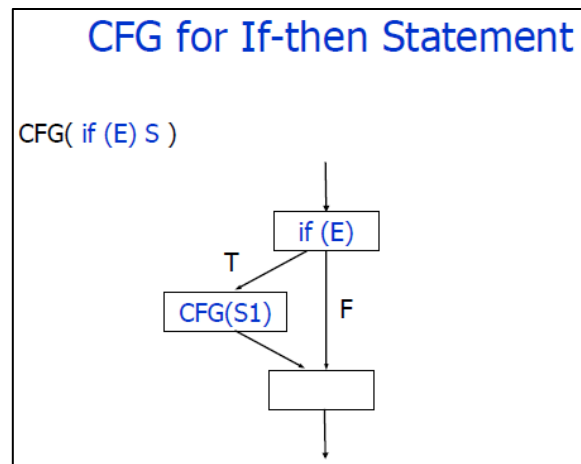 CFG for If-then Statement
CFG( if (E) S )
if (E)
T
CFG(S1)
F